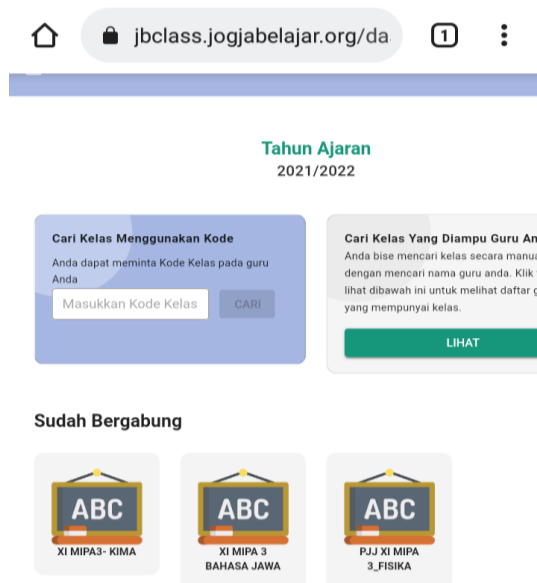 jbclass.jogjabelajar.org/da
1
Tahun Ajaran
2021/2022
Cari Kelas Menggunakan Kode
Anda dapat meminta Kode Kelas pada guru
Anda
Masukkan Kode Kelas
CARI
Cari Kelas Yang Diampu Guru An
Anda bise mencari kelas secara manua
dengan mencari nama guru anda. Klik
lihat dibawah ini untuk melihat daftar g
yang mempunyai kelas.
LIHAT
Sudah Bergabung
ABC
XI MIPA3- KIMA
ABC
XI MIPA 3
BAHASA JAWA
ABC
PJJ XI MIPA
3_FISIKA